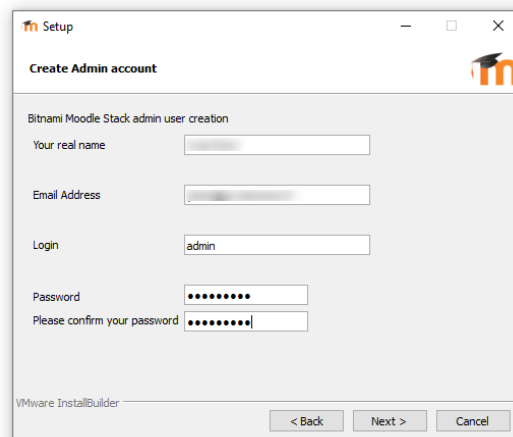 Setup
Create Admin account
Bitnami Moodle Stack admin user creation
Your real name
Email Address
Login
admin
Password
•••••••••
Please confirm your password
•••••••••
VMware InstallBuilder
< Back
Next >
Cancel